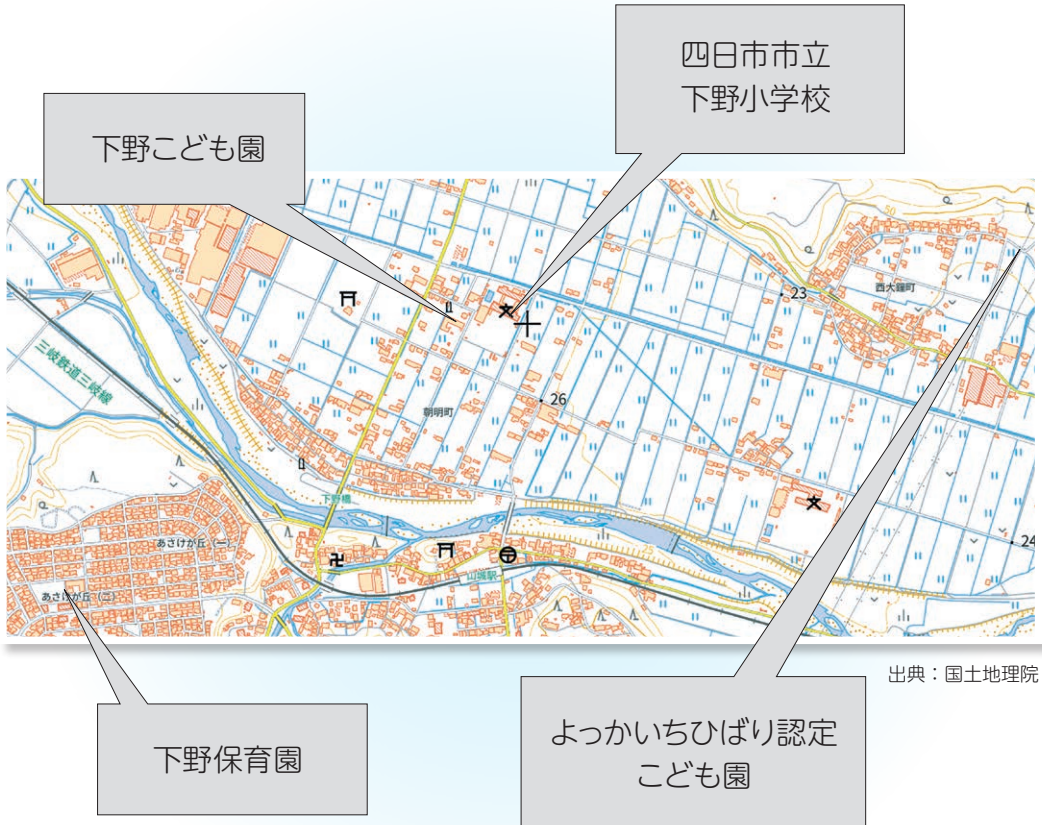 四日市市立
下野小学校
下野こども園
西大鐘町
23
三岐鉄道三岐線
朝明町
26
下野橋
あさけが丘（一）
山城駅
25
24
あさけが丘（二）
出典：国土地理院
下野保育園
よっかいちひばり認定
こども園